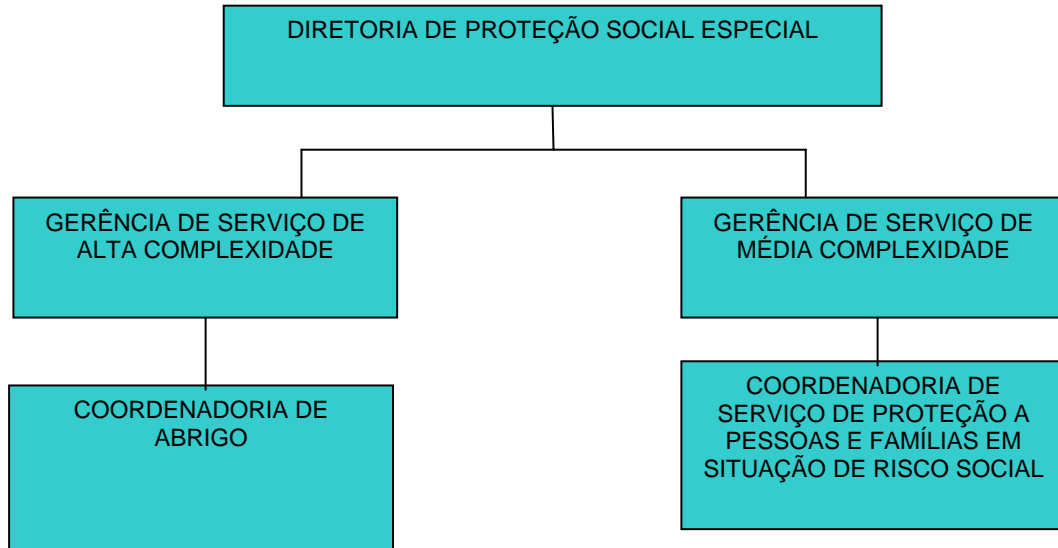 DIRETORIA DE PROTEÇÃO SOCIAL ESPECIAL
GERÊNCIA DE SERVIÇO DE
ALTA COMPLEXIDADE
GERÊNCIA DE SERVIÇO DE
MÉDIA COMPLEXIDADE
COORDENADORIA DE
ABRIGO
COORDENADORIA DE
SERVIÇO DE PROTEÇÃO A
PESSOAS E FAMÍLIAS EM
SITUAÇÃO DE RISCO SOCIAL